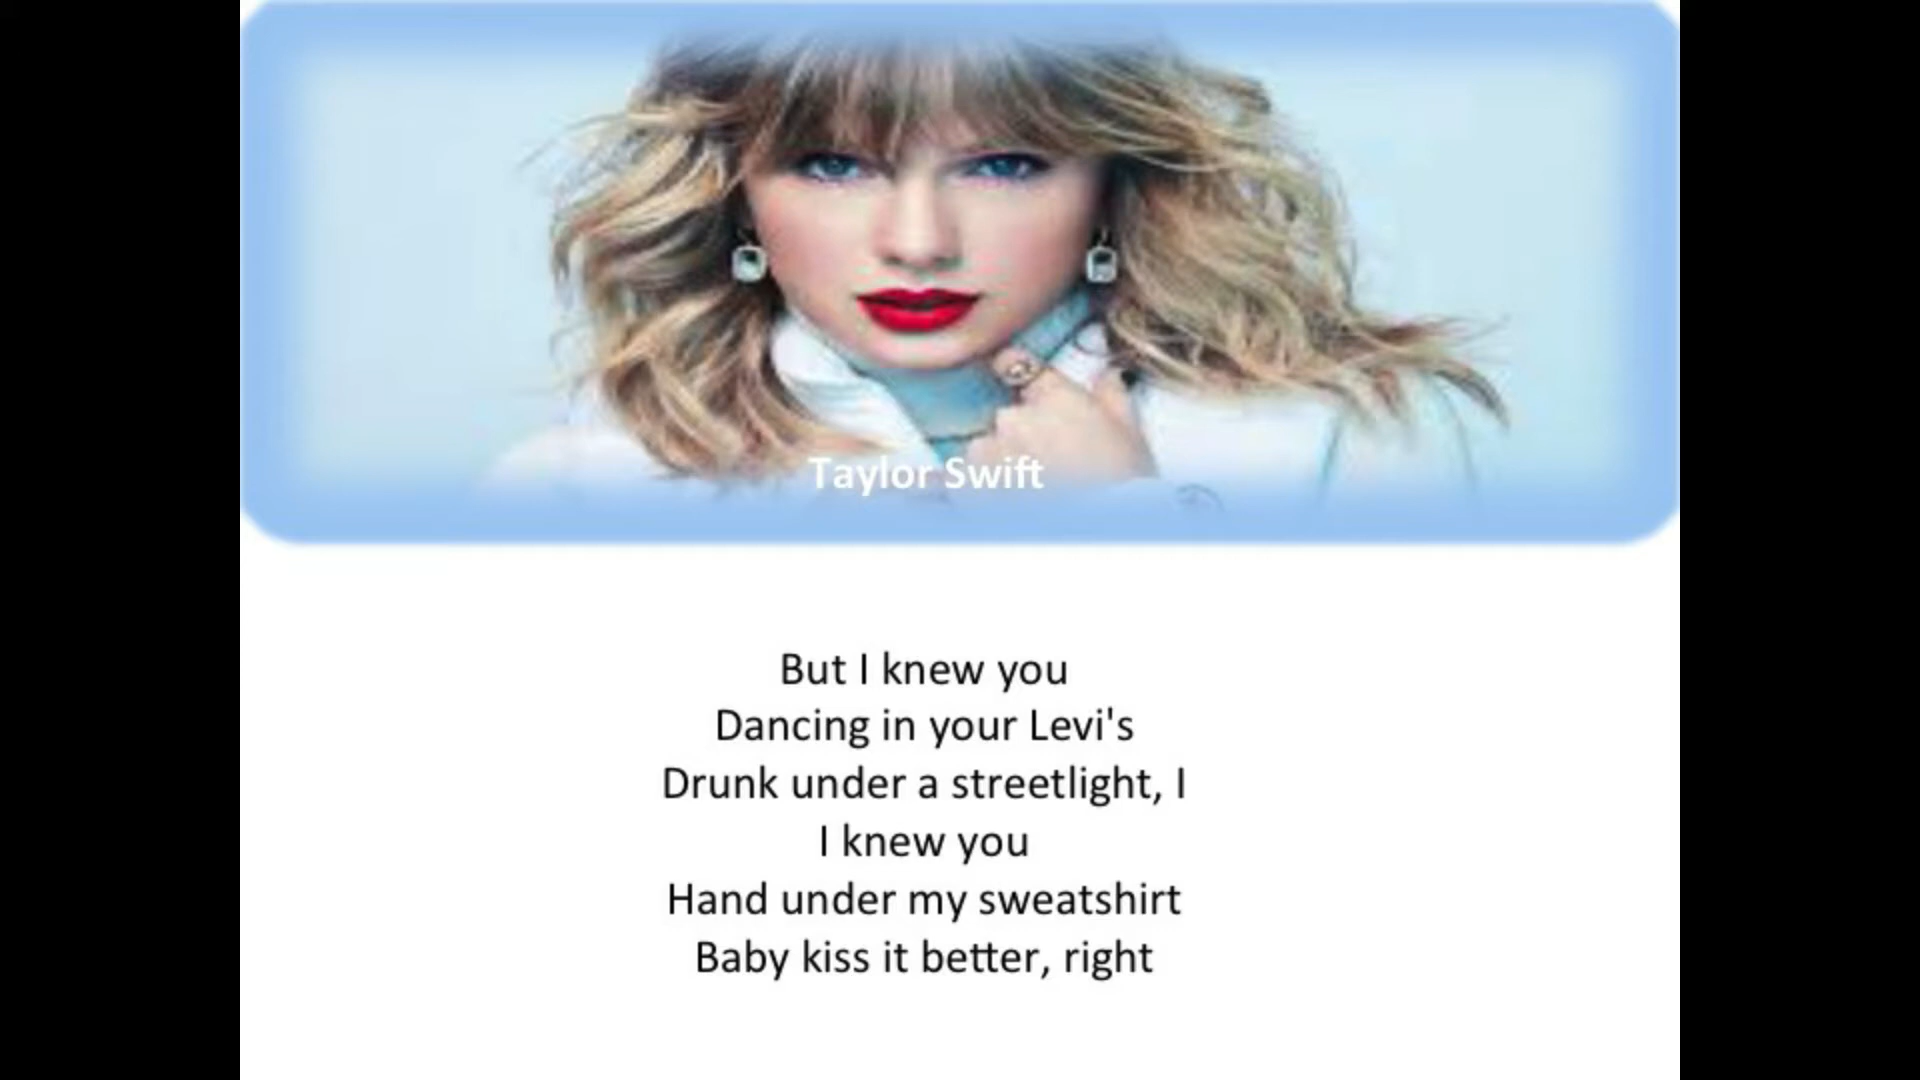 Taylor Swift
But I knew you
Dancing in your Levi's
Drunk under a streetlight, I
I knew you
Hand under my sweatshirt
Baby kiss it better, right